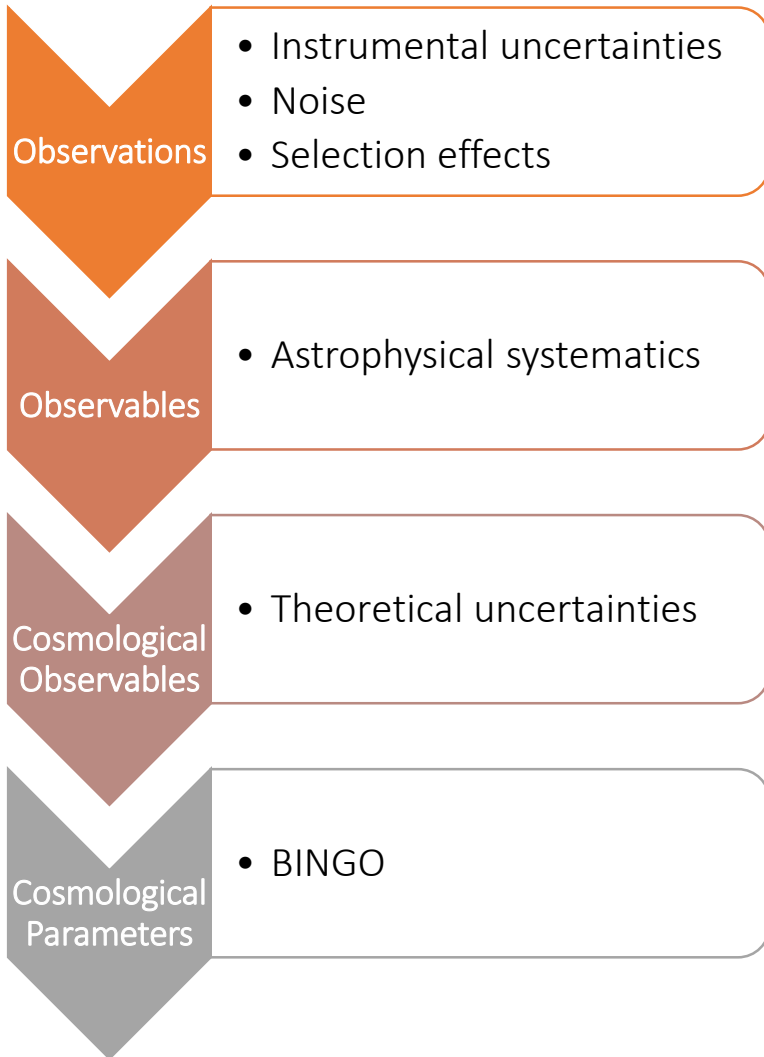 Observations
• Instrumental uncertainties
• Noise
• Selection effects
Observables
• Astrophysical systematics
Cosmological
Observables
• Theoretical uncertainties
Cosmological
Parameters
• BINGO